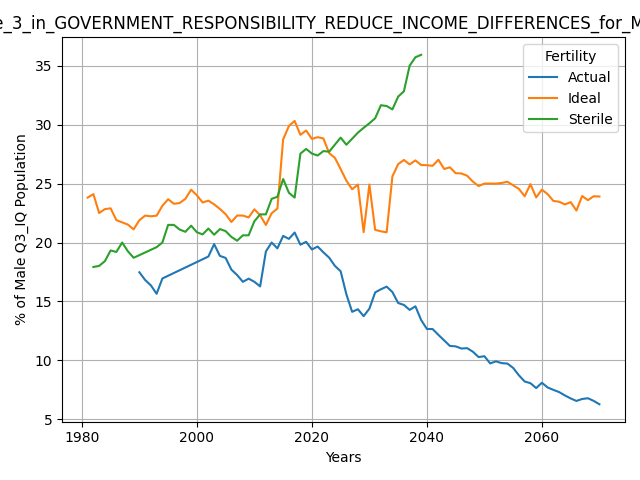 e_3_in_GOVERNMENT_RESPONSIBILITY_REDUCE_INCOME_DIFFERENCES_for_M
Fertility
Actual
Ideal
Sterile
% of Male Q3_IQ Population
35
30
25
20
15
10
5
1980 2000 2020 2040 2060
Years